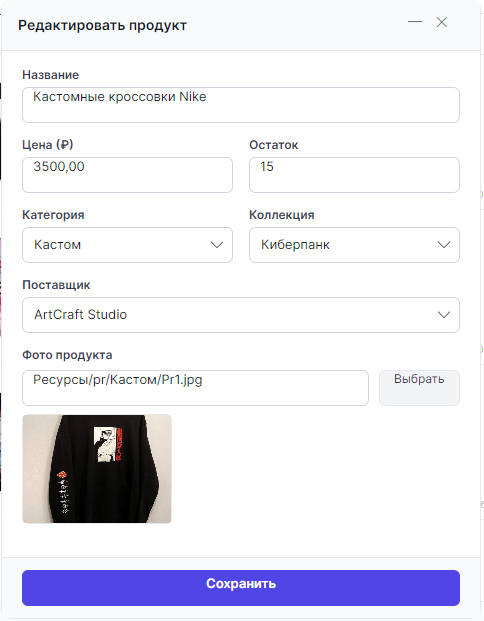 Редактировать продукт
Название
Кастомные кроссовки Nike
Цена (₽)
Остаток
3500,00
15
Категория
Коллекция
Кастом
Киберпанк
Поставщик
ArtCraft Studio
Фото продукта
Ресурсы/pr/Кастом/Pr1.jpg
Выбрать
Сохранить